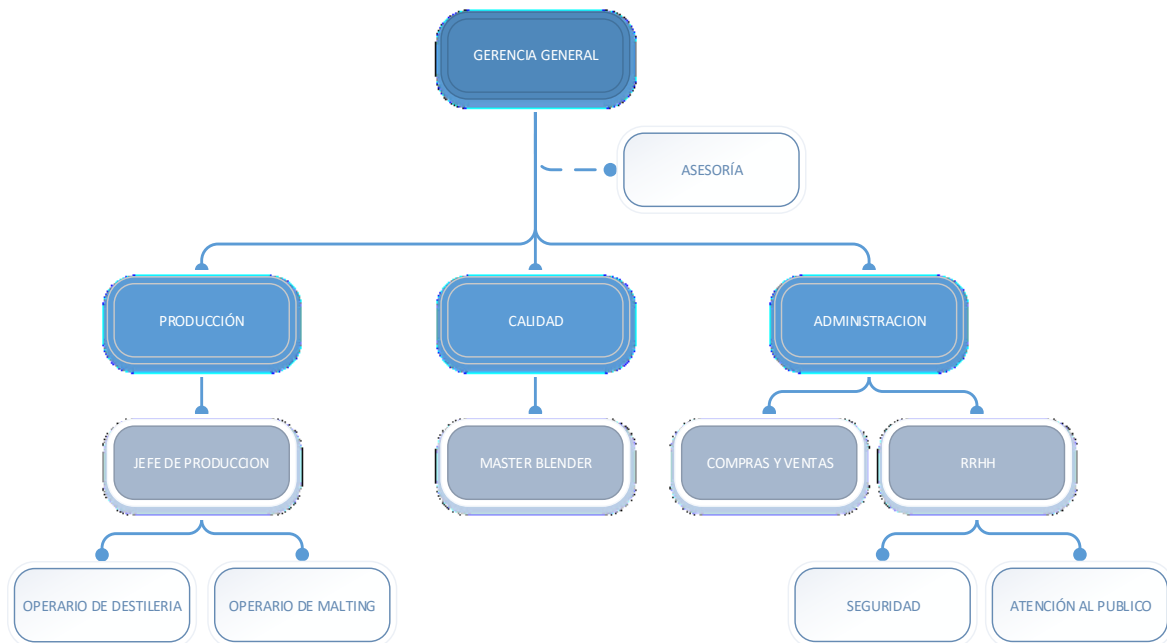 GERENCIA GENERAL
ASESORÍA
PRODUCCIÓN
CALIDAD
ADMINISTRACION
JEFE DE PRODUCCION
MASTER BLENDER
COMPRAS Y VENTAS
RRHH
OPERARIO DE DESTILERIA
OPERARIO DE MALTING
SEGURIDAD
ATENCIÓN AL PUBLICO